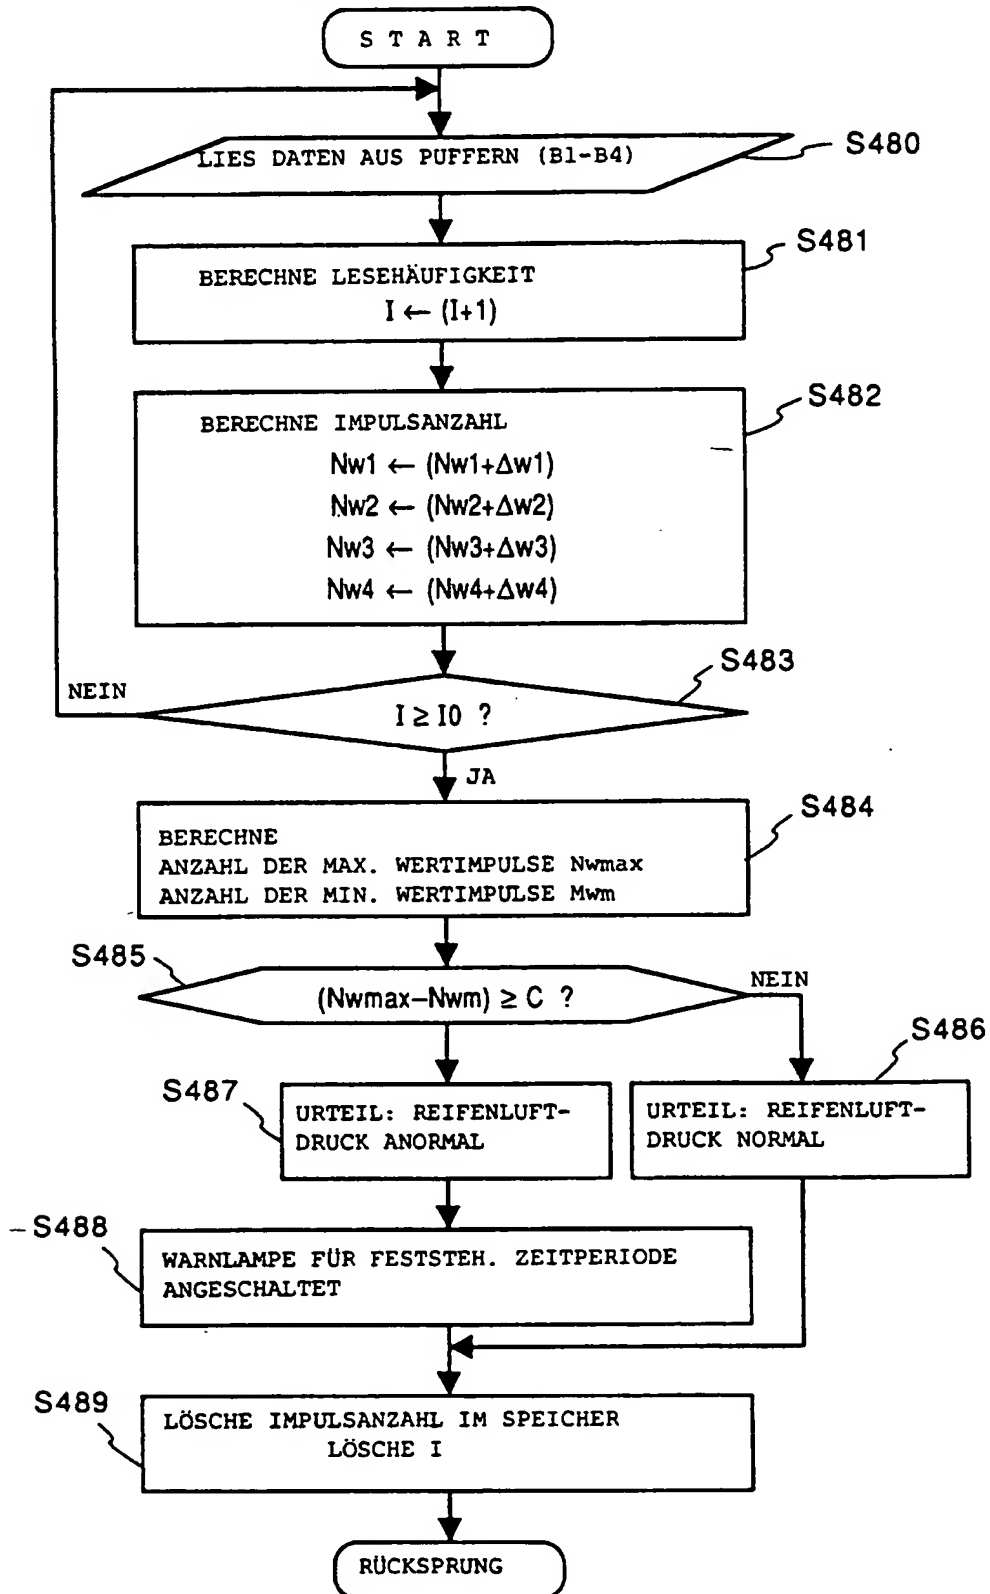 START
LIES DATEN AUS PUFFERN (B1-B4)
S480
S481
BERECHNE LESEHÄUFIGKEIT
I ← (I+1)
S482
BERECHNE IMPULSANZAHL
Nw1 ← (Nw1+Δw1)
Nw2 ← (Nw2+Δw2)
Nw3 ← (Nw3+Δw3)
Nw4 ← (Nw4+Δw4)
S483
NEIN
I ≥ I0 ?
JA
S484
BERECHNE
ANZAHL DER MAX. WERTIMPULSE Nwmax
ANZAHL DER MIN. WERTIMPULSE Mwm
S485
NEIN
(Nwmax–Nwm) ≥ C ?
S486
S487
URTEIL: REIFENLUFT-
DRUCK ANORMAL
URTEIL: REIFENLUFT-
DRUCK NORMAL
S488
WARNLAMPE FÜR FESTSTEH. ZEITPERIODE
ANGESCHALTET
S489
LÖSCHE IMPULSANZAHL IM SPEICHER
LÖSCHE I
RÜCKSPRUNG